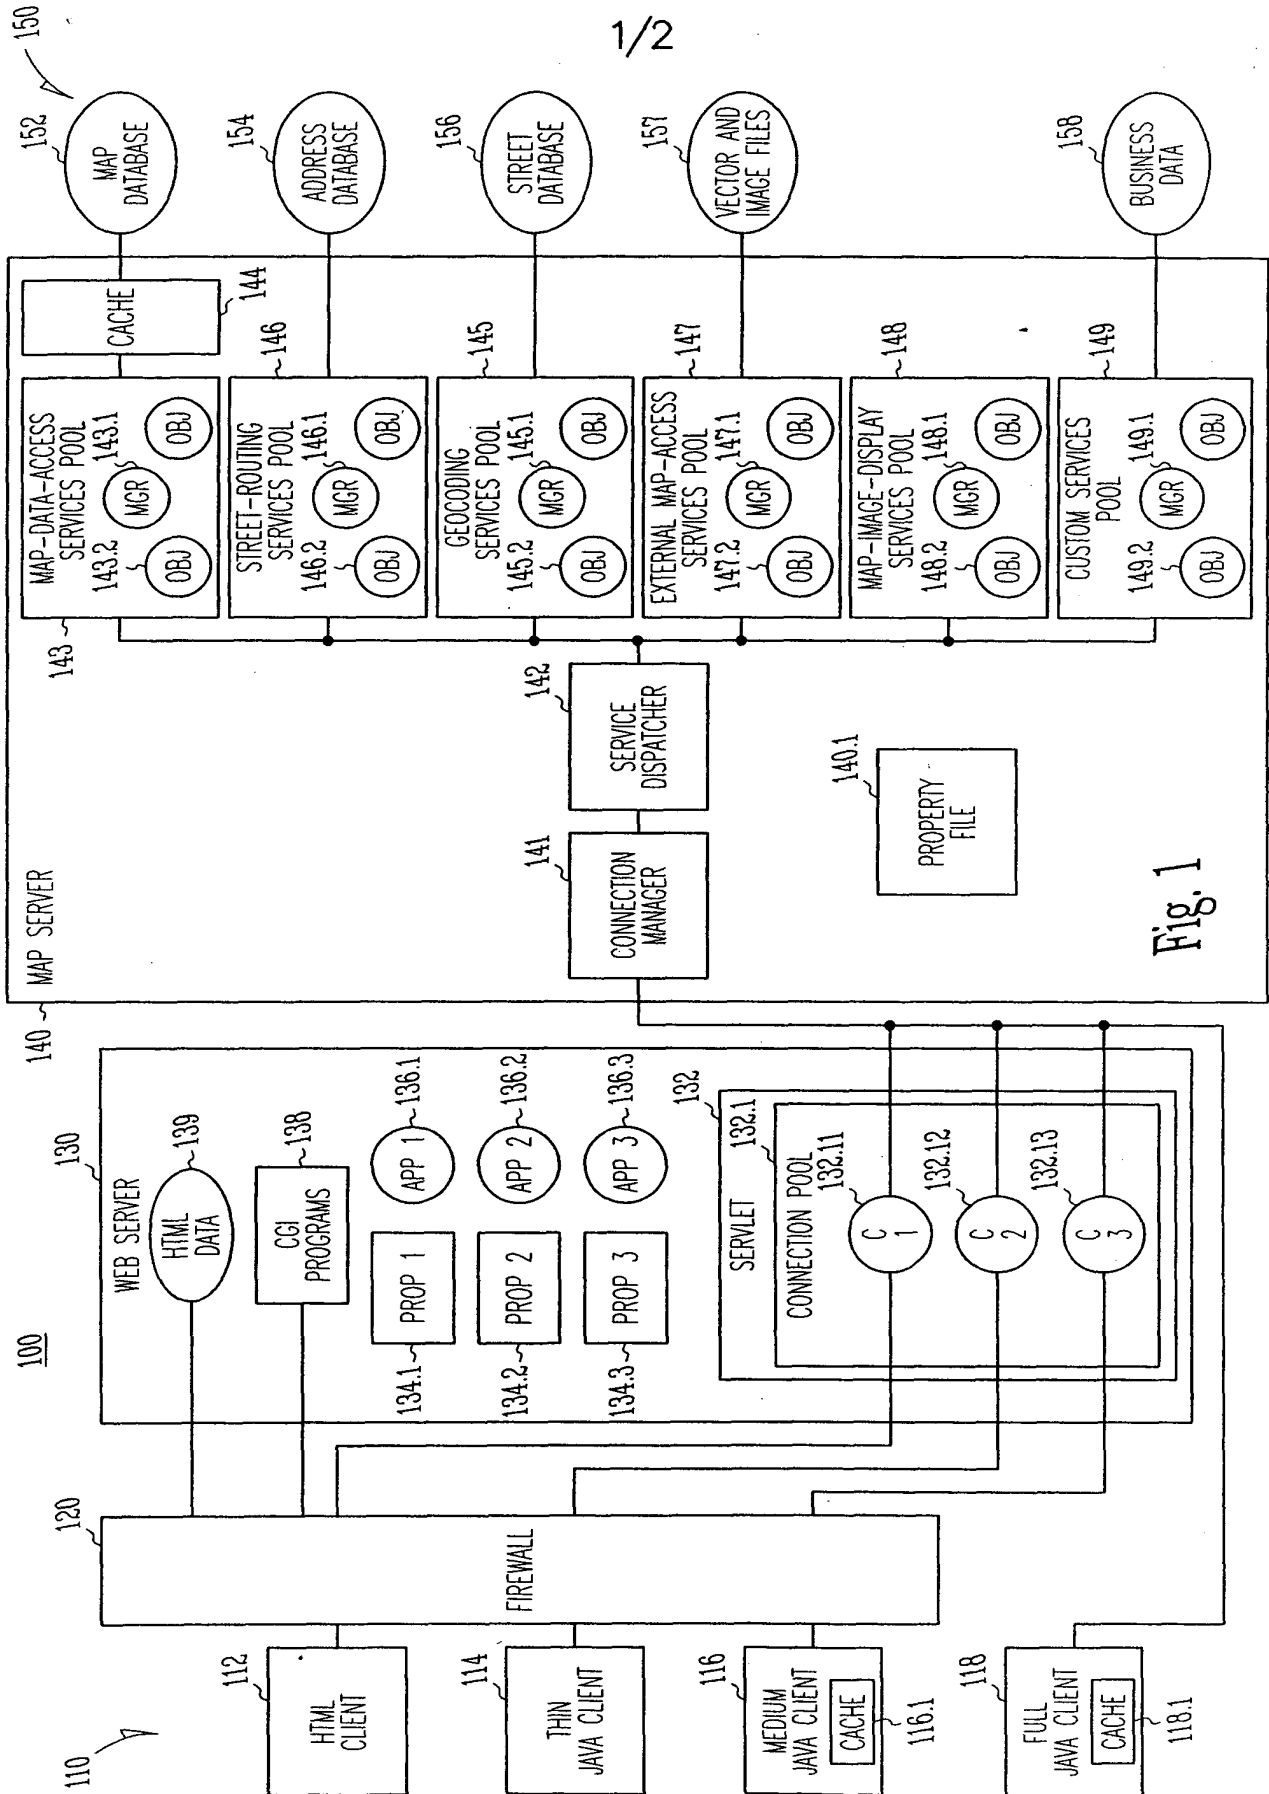 1/2
100
110
112
HTML
CLIENT
114
THIN
JAVA CLIENT
116
MEDIUM
JAVA CLIENT
CACHE
116.1
118
FULL
JAVA CLIENT
CACHE
118.1
120
FIREWALL
130
WEB SERVER
HTML
DATA
139
CGI
PROGRAMS
138
134.1
PROP 1
APP 1
136.1
134.2
PROP 2
APP 2
136.2
134.3
PROP 3
APP 3
136.3
132
SERVLET
132.1
CONNECTION POOL
132.11
C
1
132.12
C
2
132.13
C
3
140
MAP SERVER
141
CONNECTION
MANAGER
142
SERVICE
DISPATCHER
140.1
PROPERTY
FILE
143
MAP-DATA-ACCESS
SERVICES POOL
143.2
143.1
OBJ
MGR
OBJ
CACHE
144
146
STREET-ROUTING
SERVICES POOL
146.2
146.1
OBJ
MGR
OBJ
145
GEOCODING
SERVICES POOL
145.2
145.1
OBJ
MGR
OBJ
147
EXTERNAL MAP-ACCESS
SERVICES POOL
147.2
147.1
OBJ
MGR
OBJ
148
MAP-IMAGE-DISPLAY
SERVICES POOL
148.2
148.1
OBJ
MGR
OBJ
149
CUSTOM SERVICES
POOL
149.2
149.1
OBJ
MGR
OBJ
150
152
MAP
DATABASE
154
ADDRESS
DATABASE
156
STREET
DATABASE
157
VECTOR AND
IMAGE FILES
158
BUSINESS
DATA
Fig. 1